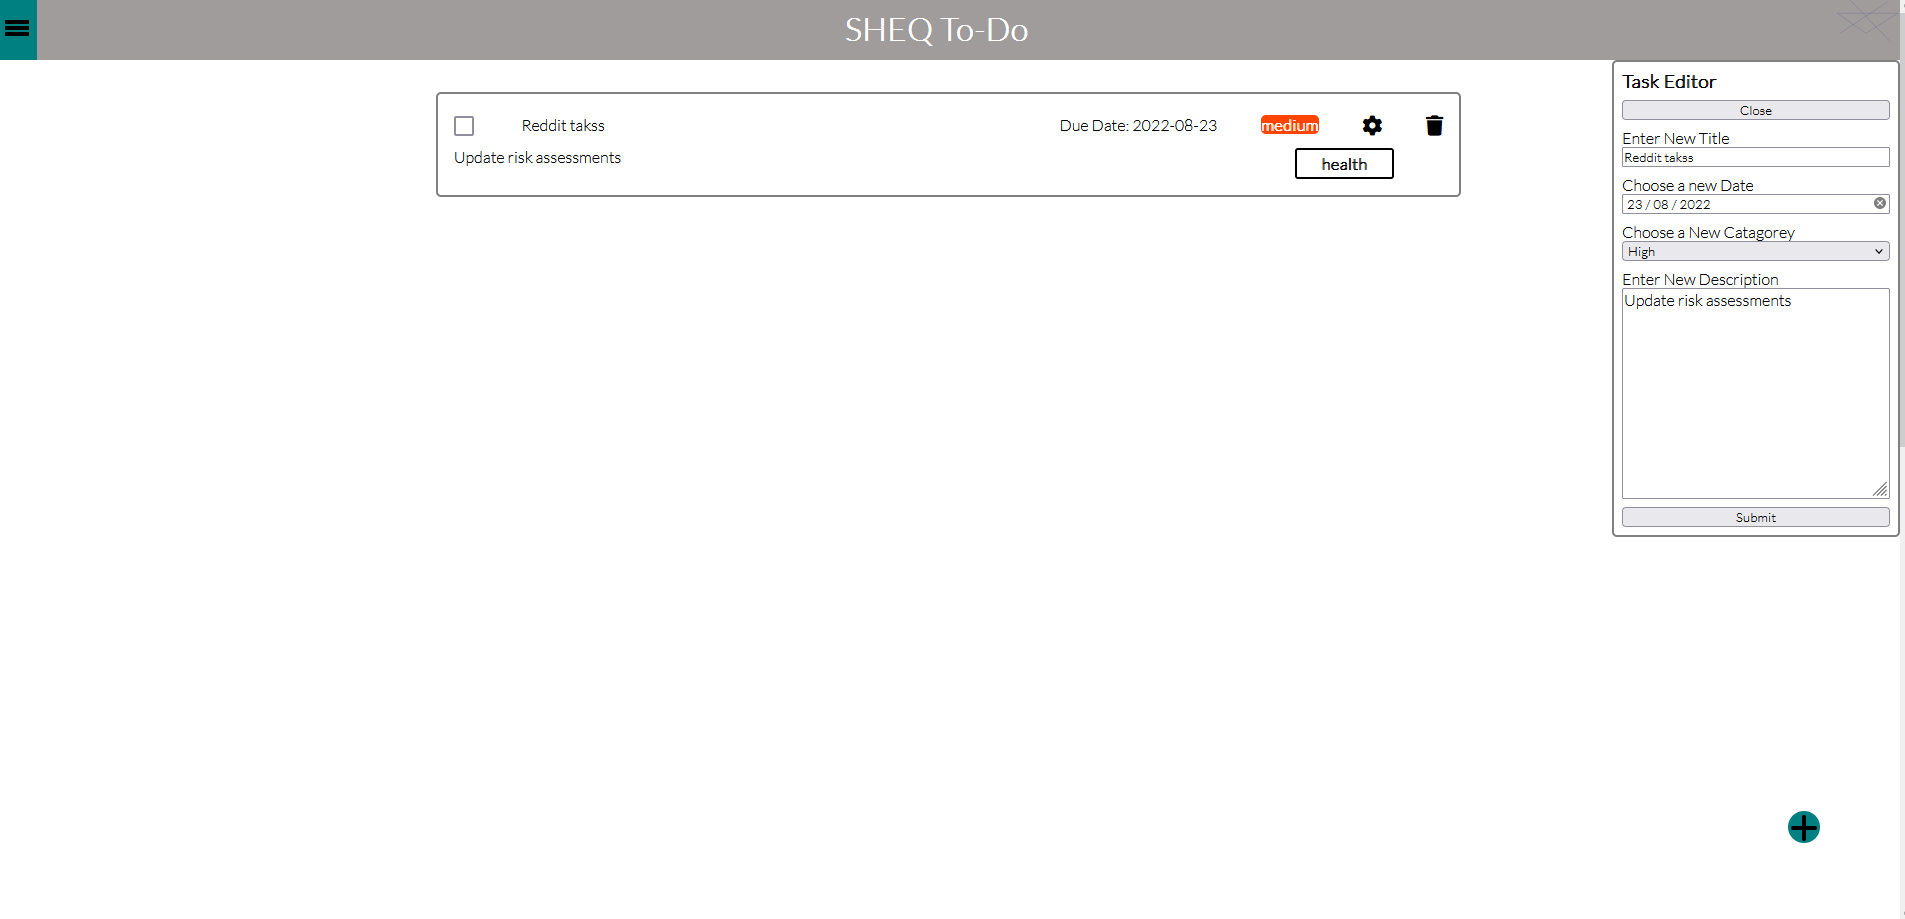 SHEQ To-Do
Reddit takss
Due Date: 2022-08-23
medium
Update risk assessments
health
Task Editor
Close
Enter New Title
Reddit takss
Choose a new Date
23 / 08 / 2022
Choose a New Catagorey
High
Enter New Description
Update risk assessments
Submit